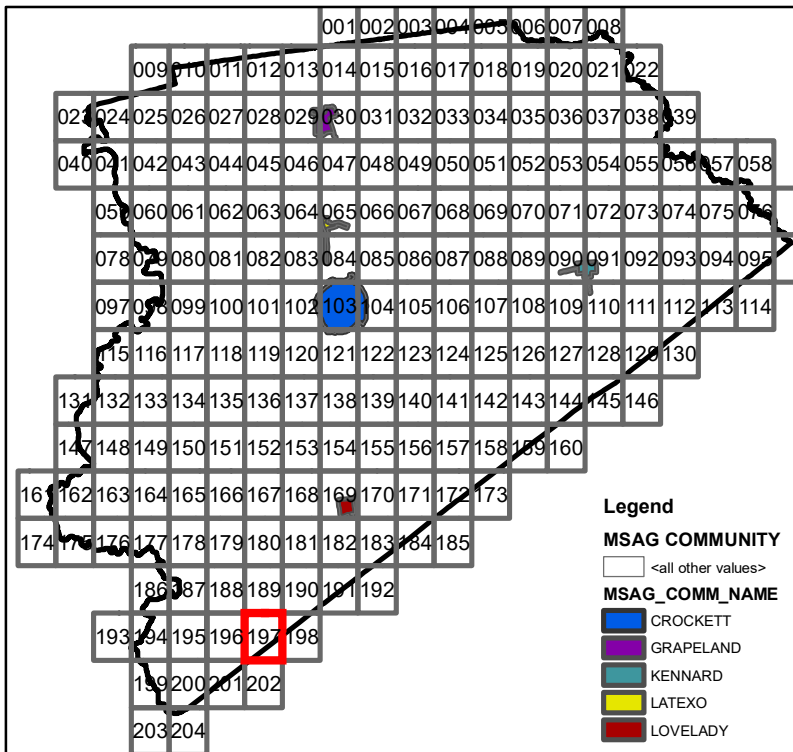 001 002 003 004 005 006 007 008
009 010 011 012 013 014 015 016 017 018 019 020 021 022
023 024 025 026 027 028 029 030 031 032 033 034 035 036 037 038 039
040 041 042 043 044 045 046 047 048 049 050 051 052 053 054 055 056 057 058
059 060 061 062 063 064 065 066 067 068 069 070 071 072 073 074 075 076
078 079 080 081 082 083 084 085 086 087 088 089 090 091 092 093 094 095
097 098 099 100 101 102 103 104 105 106 107 108 109 110 111 112 113 114
115 116 117 118 119 120 121 122 123 124 125 126 127 128 129 130
131 132 133 134 135 136 137 138 139 140 141 142 143 144 145 146
147 148 149 150 151 152 153 154 155 156 157 158 159 160
161 162 163 164 165 166 167 168 169 170 171 172 173
174 175 176 177 178 179 180 181 182 183 184 185
186 187 188 189 190 191 192
193 194 195 196 197 198
199 200 201 202
203 204
Legend
MSAG COMMUNITY
<all other values>
MSAG_COMM_NAME
CROCKETT
GRAPELAND
KENNARD
LATEXO
LOVELADY